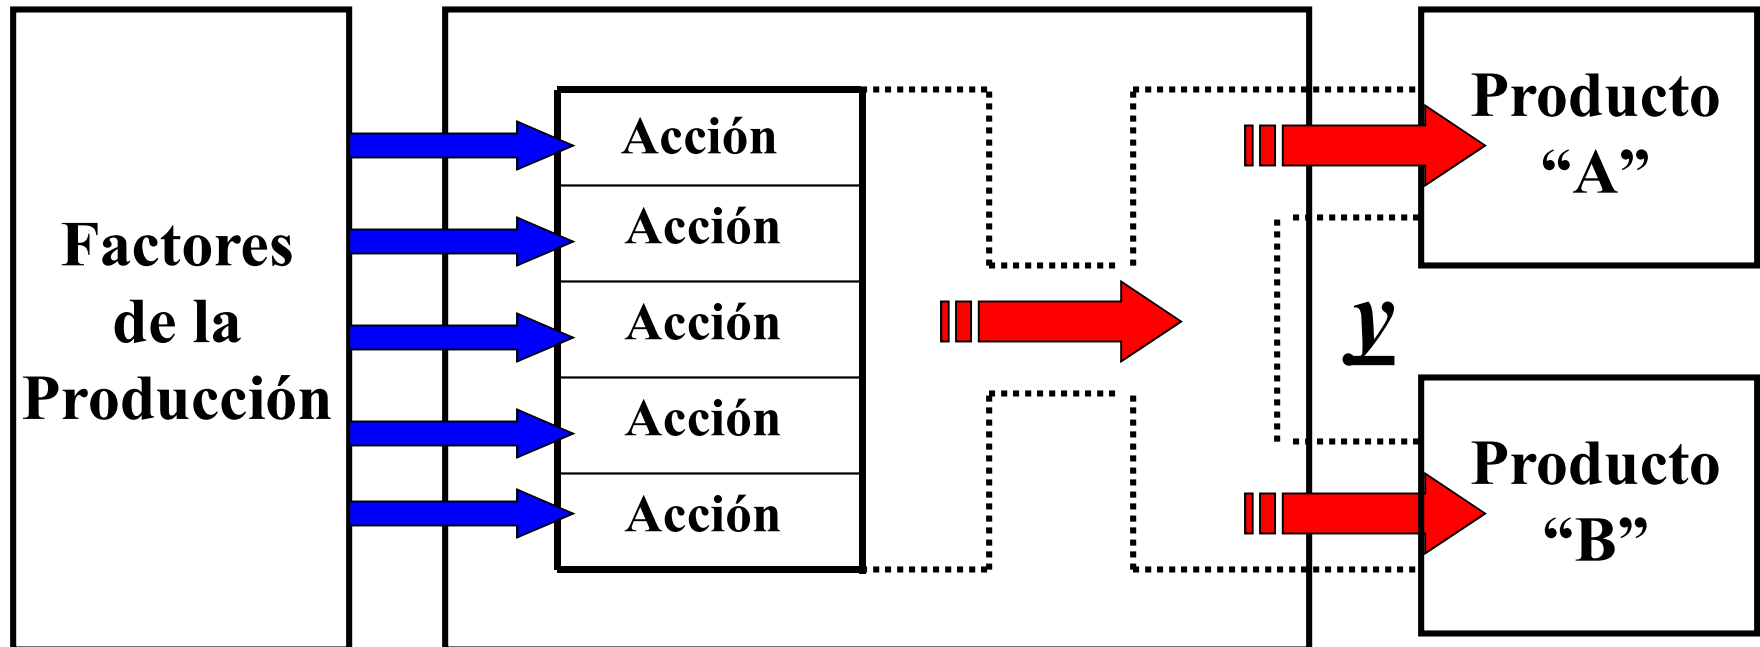 Factores
de la
Producción
Acción
Acción
Acción
Acción
Acción
Producto
“A”
y
Producto
“B”